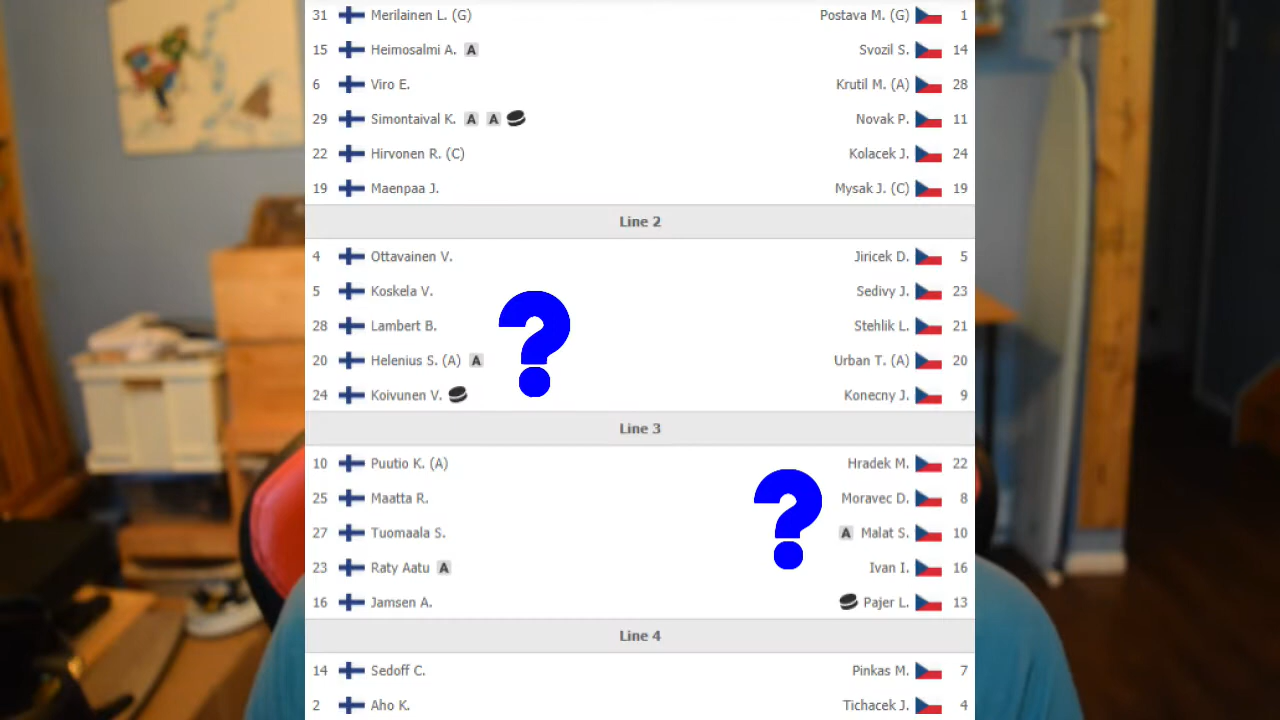 31 Merilainen L. (G) Postava M. (G) 1
15 Heimosalmi A. A Svozil S. 14
6 Viro E. Krutil M. (A) 28
29 Simontaival K. A A Novak P. 11
22 Hirvonen R. (C) Kolacek J. 24
19 Maenpaa J. Mysak J. (C) 19
Line 2
4 Ottavainen V. Jiricek D. 5
5 Koskela V. Sedivy J. 23
28 Lambert B. Stehlik L. 21
20 Helenius S. (A) A Urban T. (A) 20
24 Koivunen V. Konecny J. 9
?
Line 3
10 Puutio K. (A) Hradek M. 22
25 Maatta R. Moravec D. 8
27 Tuomaala S. A Malat S. 10
23 Raty Aatu A Ivan I. 16
16 Jamsen A. Pajer L. 13
?
Line 4
14 Sedoff C. Pinkas M. 7
2 Aho K. Tichacek J. 4